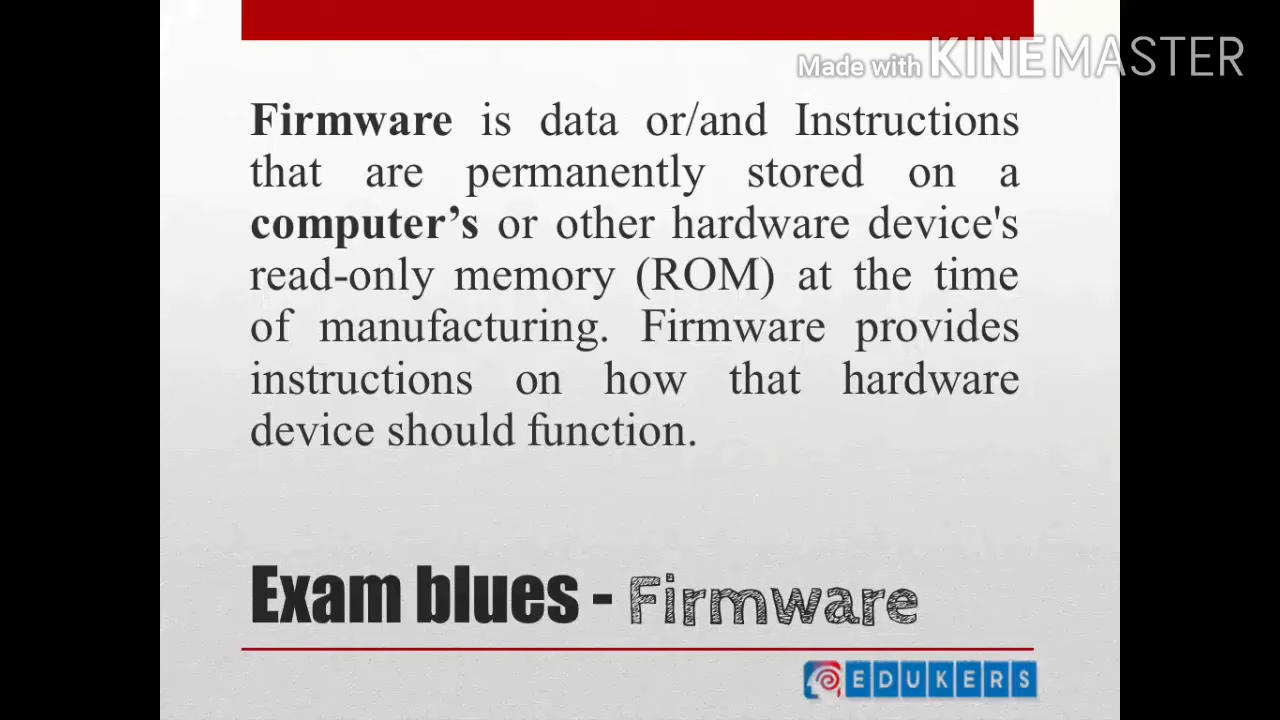 Made with KINEMASTER
Firmware is data or/and Instructions
that are permanently stored on a
computer’s or other hardware device's
read-only memory (ROM) at the time
of manufacturing. Firmware provides
instructions on how that hardware
device should function.
Exam blues - Firmware
EDUKERS